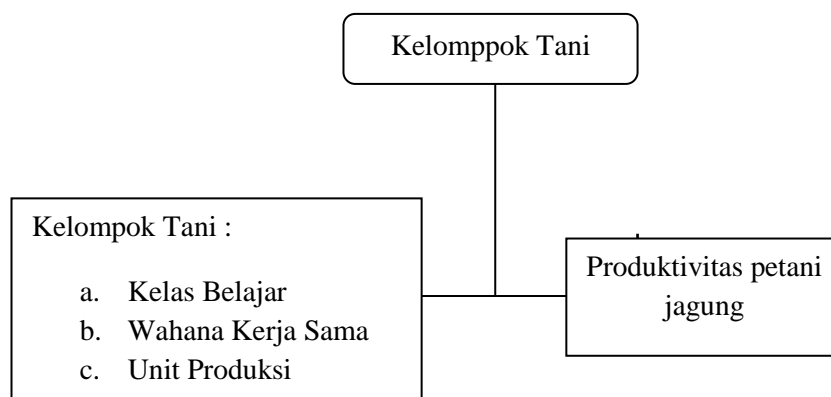 Kelomppok Tani
Kelompok Tani :
a. Kelas Belajar
b. Wahana Kerja Sama
c. Unit Produksi
Produktivitas petani
jagung